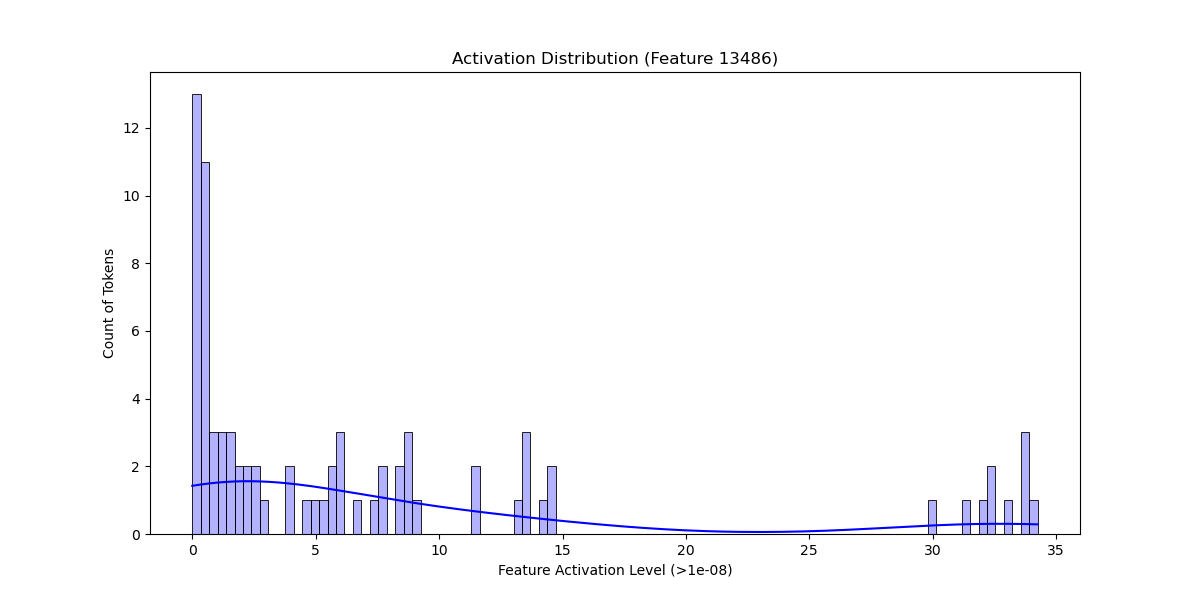 Activation Distribution (Feature 13486)
Count of Tokens
12
10
8
6
4
2
0
0 5 10 15 20 25 30 35
Feature Activation Level (>1e-08)